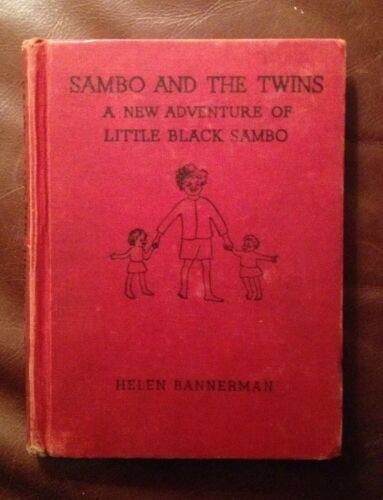 SAMBO AND THE TWINS
A NEW ADVENTURE OF
LITTLE BLACK SAMBO
HELEN BANNERMAN